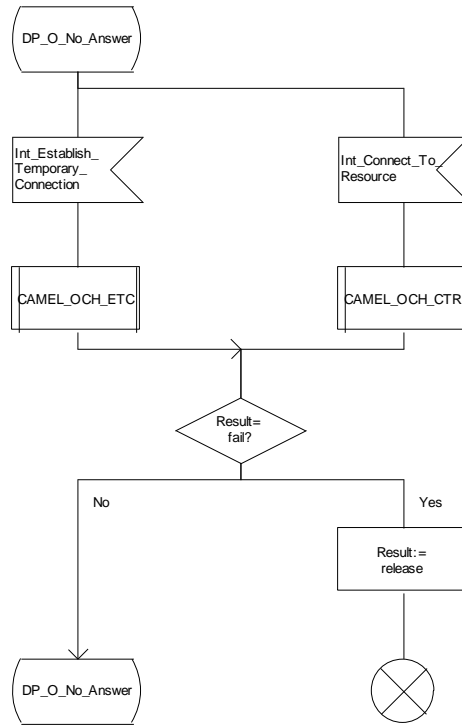 DP_O_No_Answer
Int_Establish_
Temporary_
Connection
Int_Connect_To_
Resource
CAMEL_OCH_ETC
CAMEL_OCH_CTR
Result=
fail?
No
Yes
Result:=
release
DP_O_No_Answer